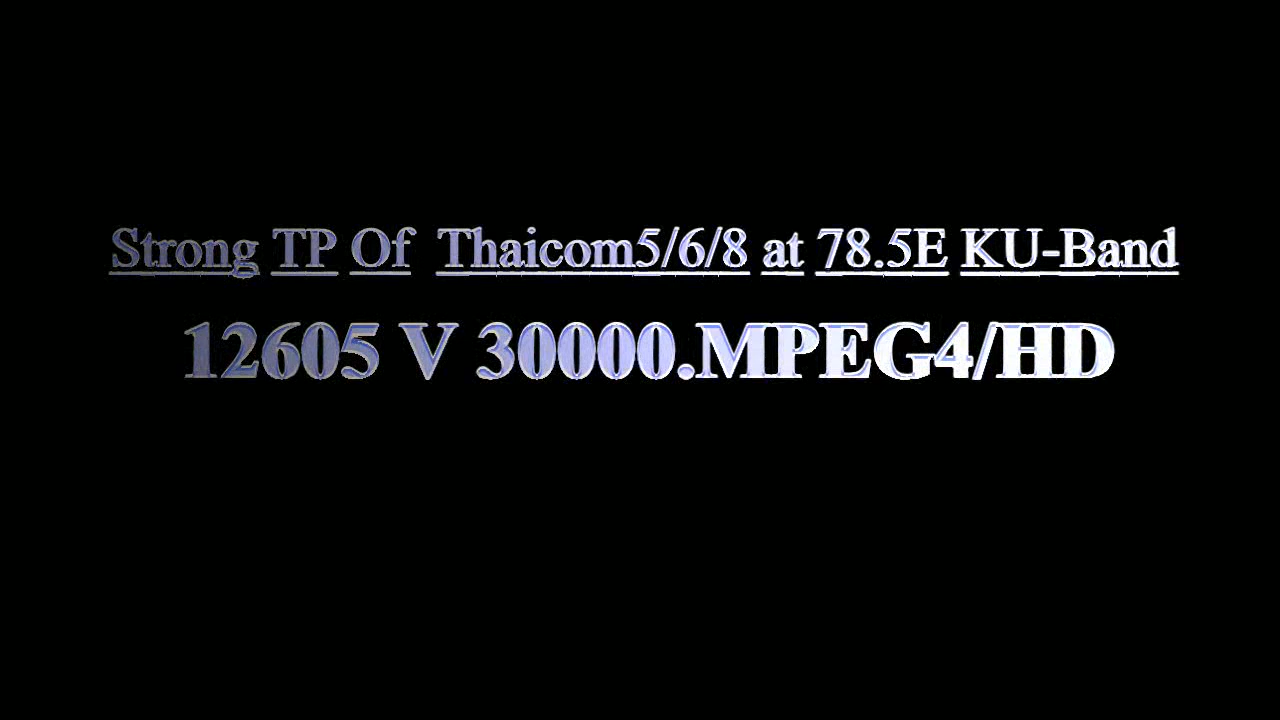 Strong TP Of Thaicom5/6/8 at 78.5E KU-Band
12605 V 30000.MPEG4/HD